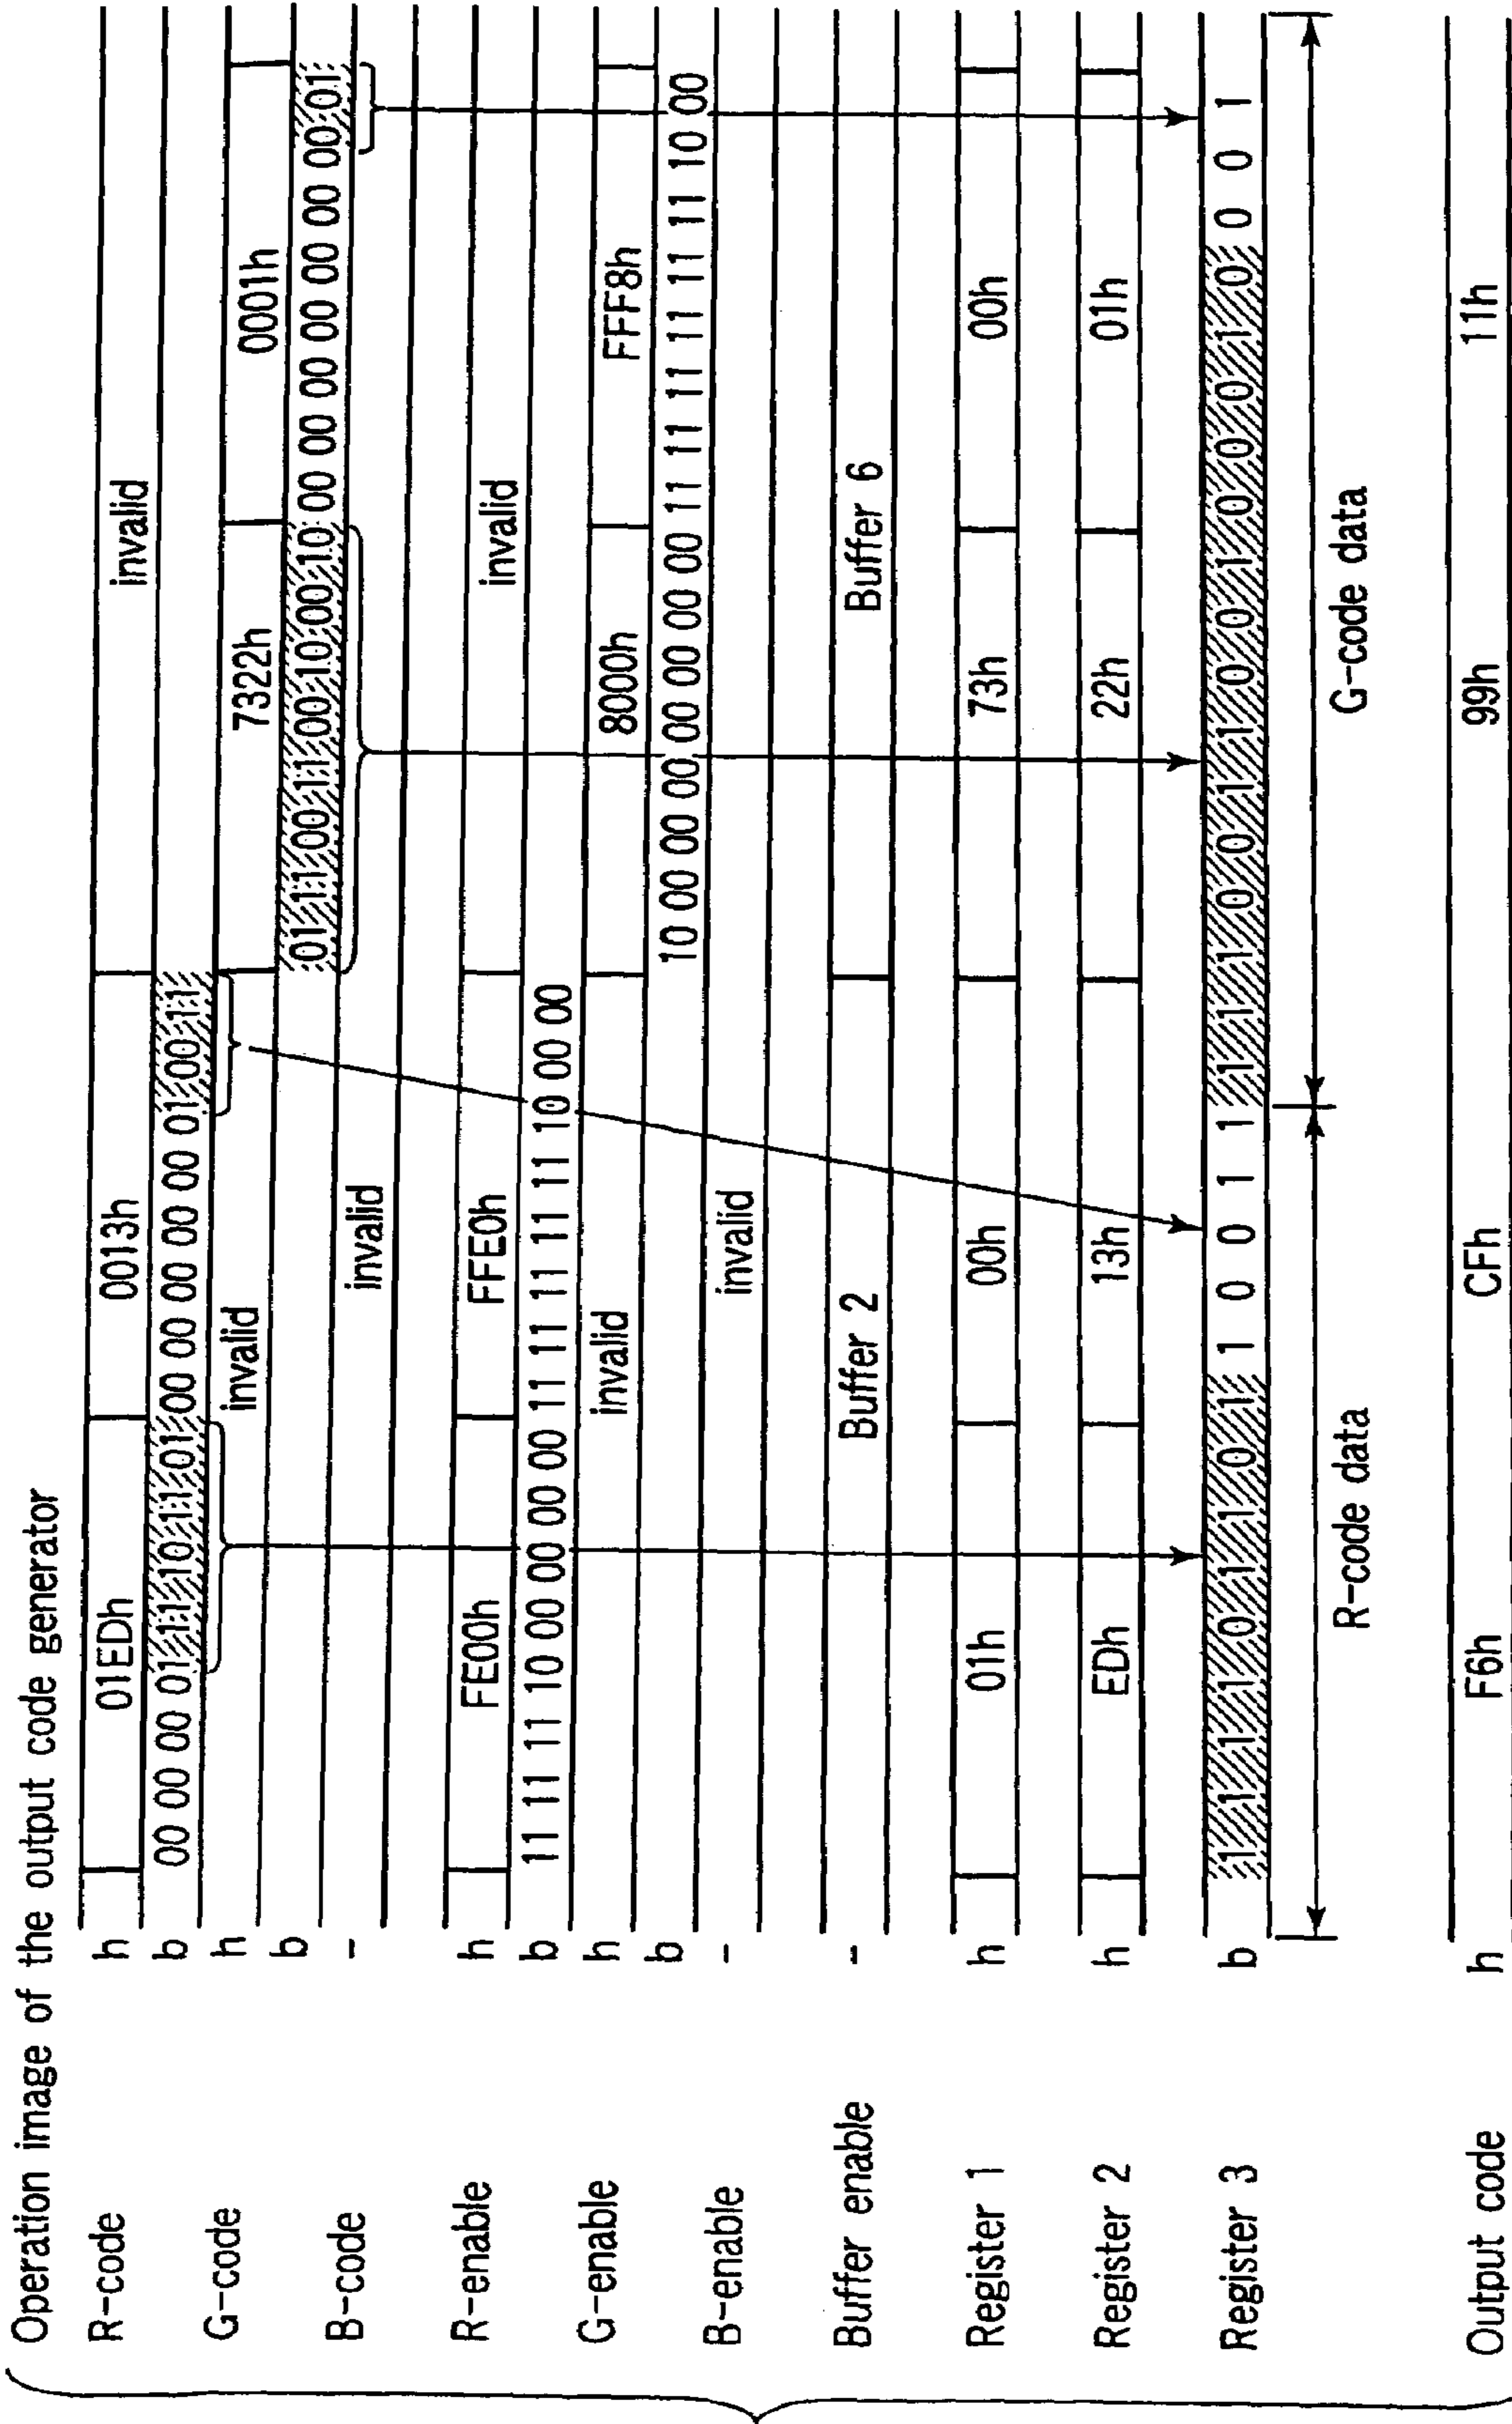 Operation image of the output code generator
R-code h 01EDh 0013h invalid
b 00 00 00 01 11 10 11 01 00 00 00 00 00 01 00 11
G-code h invalid 7322h 0001h
b 01 11 00 11 00 10 00 10 00 00 00 00 00 00 00 01
B-code - invalid
R-enable h FE00h FFE0h invalid
b 11 11 11 10 00 00 00 00 11 11 11 11 11 10 00 00
G-enable h invalid 8000h FFF8h
b 10 00 00 00 00 00 00 00 11 11 11 11 11 11 10 00
B-enable - invalid
Buffer enable - Buffer 2 Buffer 6
Register 1 h 01h 00h 73h 00h
Register 2 h EDh 13h 22h 01h
Register 3 b 1 1 1 1 0 1 1 0 1 1 0 0 1 1 1 1 1 0 0 1 1 0 0 1 0 0 0 1 0 0 0 1
R-code data G-code data
Output code h F6h CFh 99h 11h